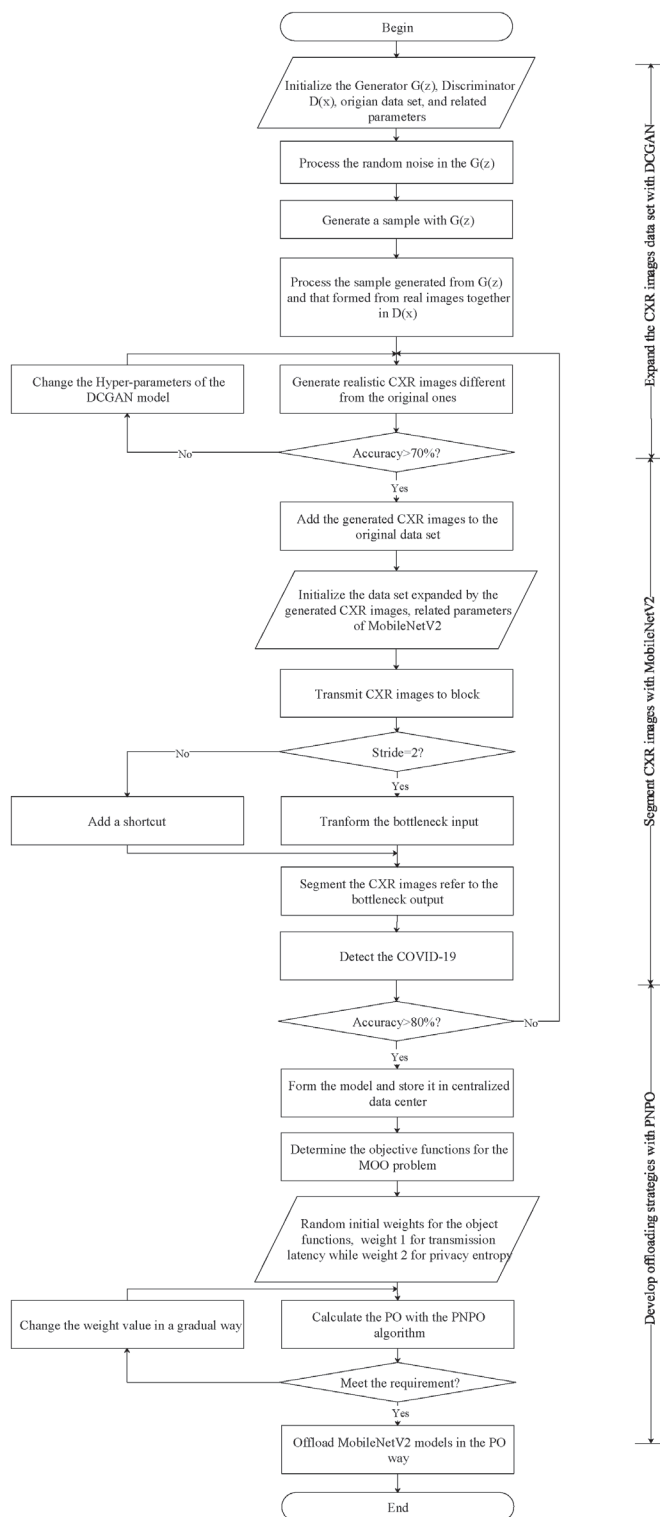 Begin
Initialize the Generator G(z), Discriminator
D(x), origian data set, and related
parameters
Process the random noise in the G(z)
Generate a sample with G(z)
Process the sample generated from G(z)
and that formed from real images together
in D(x)
Change the Hyper-parameters of the
DCGAN model
Generate realistic CXR images different
from the original ones
No
Accuracy>70%?
Yes
Add the generated CXR images to the
original data set
Initialize the data set expanded by the
generated CXR images, related parameters
of MobileNetV2
Transmit CXR images to block
No
Stride=2?
Yes
Add a shortcut
Tranform the bottleneck input
Segment the CXR images refer to the
bottleneck output
Detect the COVID-19
Accuracy>80%?
No
Yes
Form the model and store it in centralized
data center
Determine the objective functions for the
MOO problem
Random initial weights for the object
functions, weight 1 for transmission
latency while weight 2 for privacy entropy
Change the weight value in a gradual way
Calculate the PO with the PNPO
algorithm
Meet the requirement?
Yes
Offload MobileNetV2 models in the PO
way
End
Expand the CXR images data set with DCGAN
Segment CXR images with MobileNetV2
Develop offloading strategies with PNPO